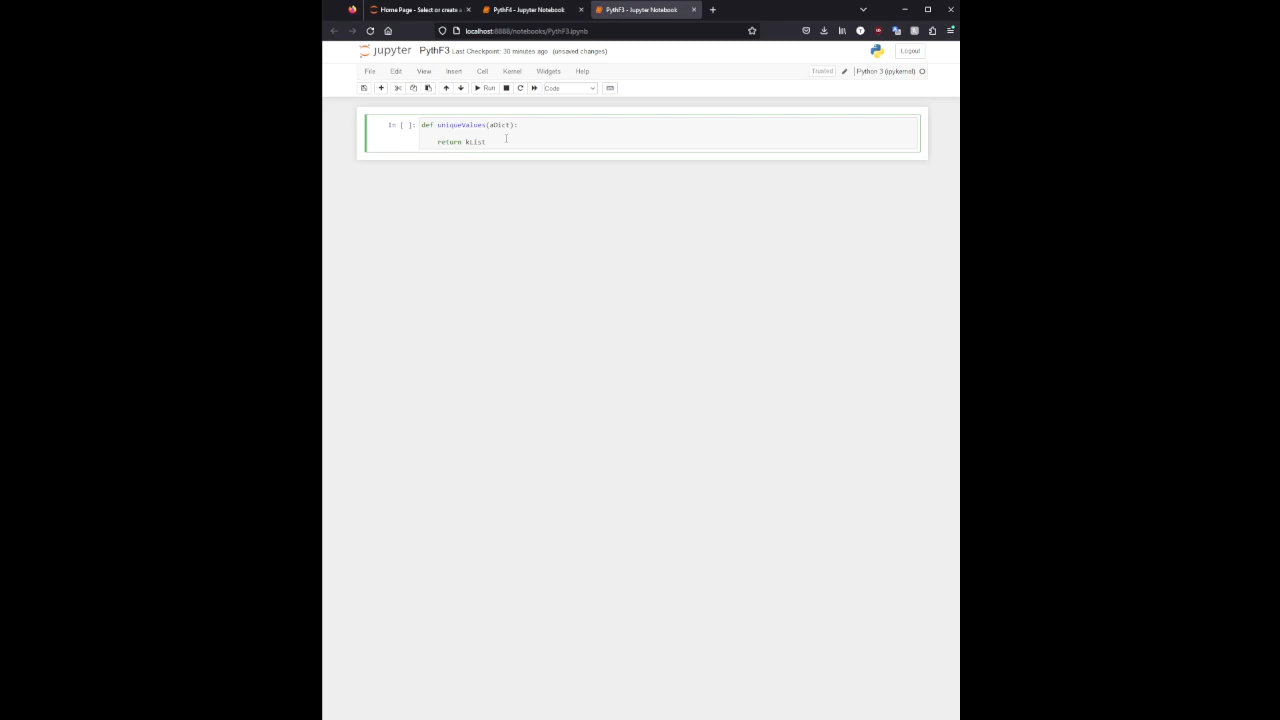 Home Page - Select or create a
PythF4 - Jupyter Notebook
PythF3 - Jupyter Notebook
localhost:8888/notebooks/PythF3.ipynb
jupyter PythF3 Last Checkpoint: 30 minutes ago (unsaved changes)
Logout
File Edit View Insert Cell Kernel Widgets Help
Trusted
Python 3 (ipykernel)
Run
Code
In [ ]: def uniqueValues(aDict):
return kList